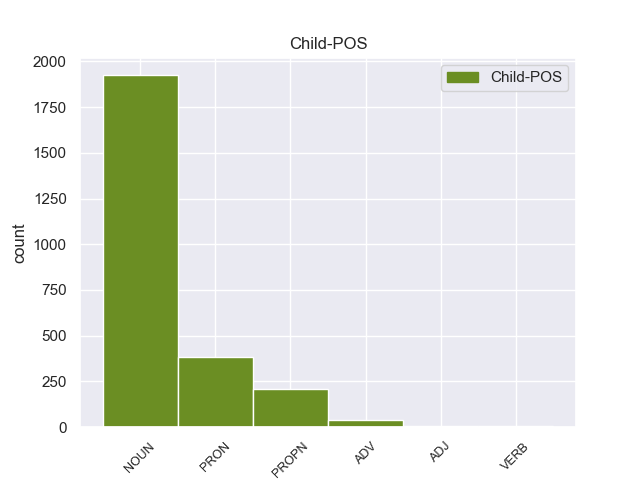 Child-POS
Child-POS
2000
1750
1500
1250
1000
750
500
250
0
count
NOUN
PRON
PROPN
ADV
ADJ
VERB